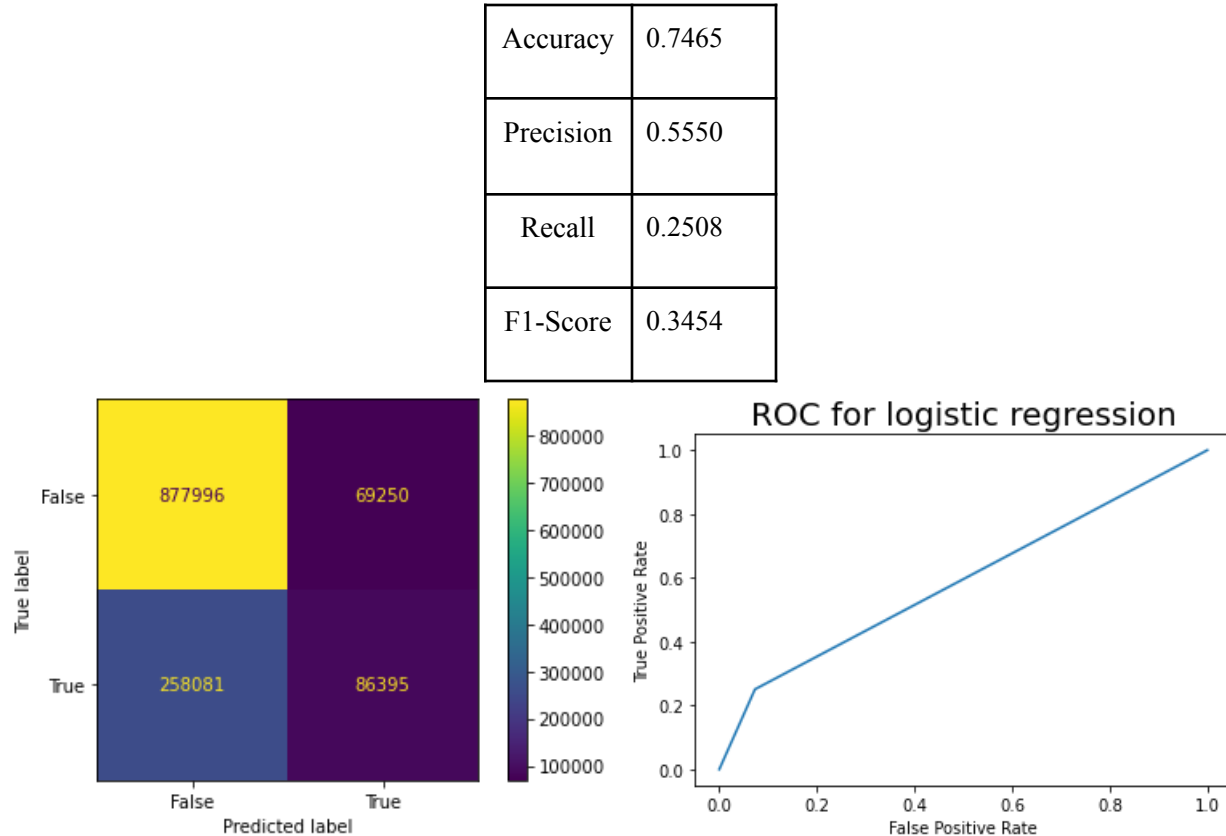 Accuracy 0.7465
Precision 0.5550
Recall 0.2508
F1-Score 0.3454
False
True
True label
877996 69250
258081 86395
False True
Predicted label
800000
700000
600000
500000
400000
300000
200000
100000
ROC for logistic regression
True Positive Rate
1.0
0.8
0.6
0.4
0.2
0.0
0.0 0.2 0.4 0.6 0.8 1.0
False Positive Rate